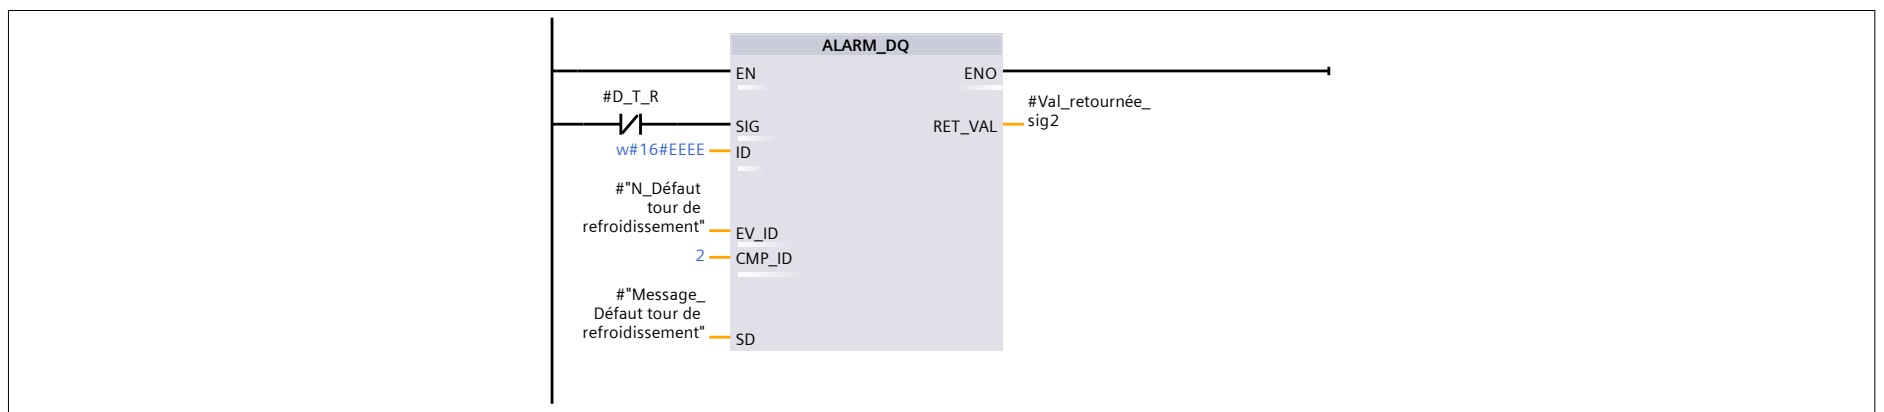 ALARM_DQ
EN
ENO
#D_T_R
#Val_retournée_
sig2
SIG
RET_VAL
w#16#EEEE
ID
#"N_Défaut
tour de
refroidissement"
EV_ID
2
CMP_ID
#"Message_
Défaut tour de
refroidissement"
SD